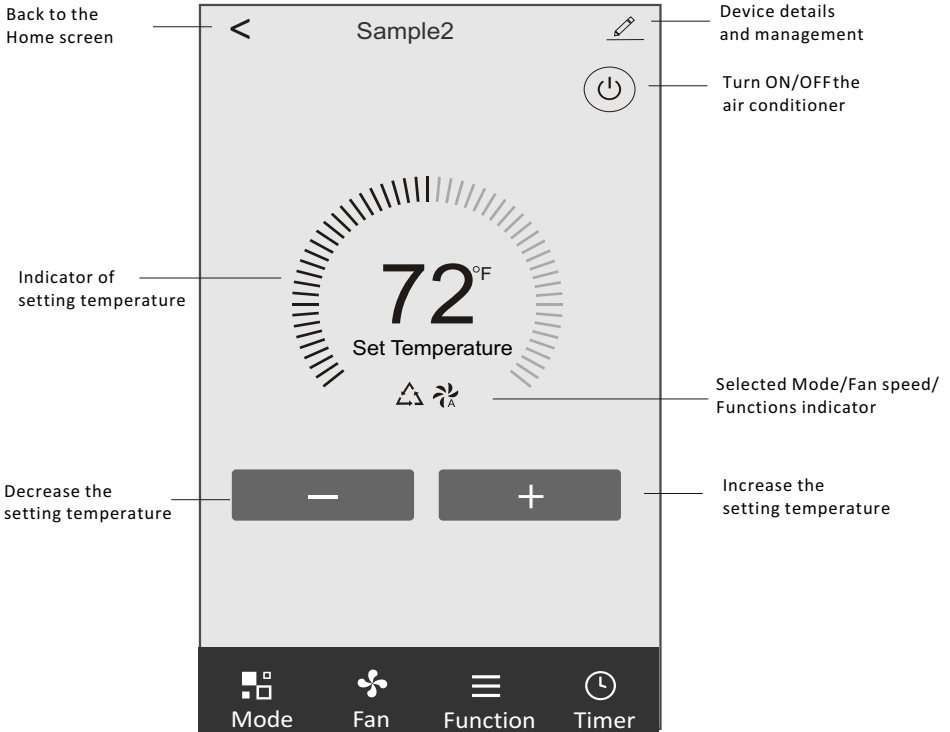 Back to the
Home screen
<
Sample2
Device details
and management
Turn ON/OFF the
air conditioner
Indicator of
setting temperature
72°F
Set Temperature
A
Selected Mode/Fan speed/
Functions indicator
Decrease the
setting temperature
—
+
Increase the
setting temperature
Mode
Fan
Function
Timer